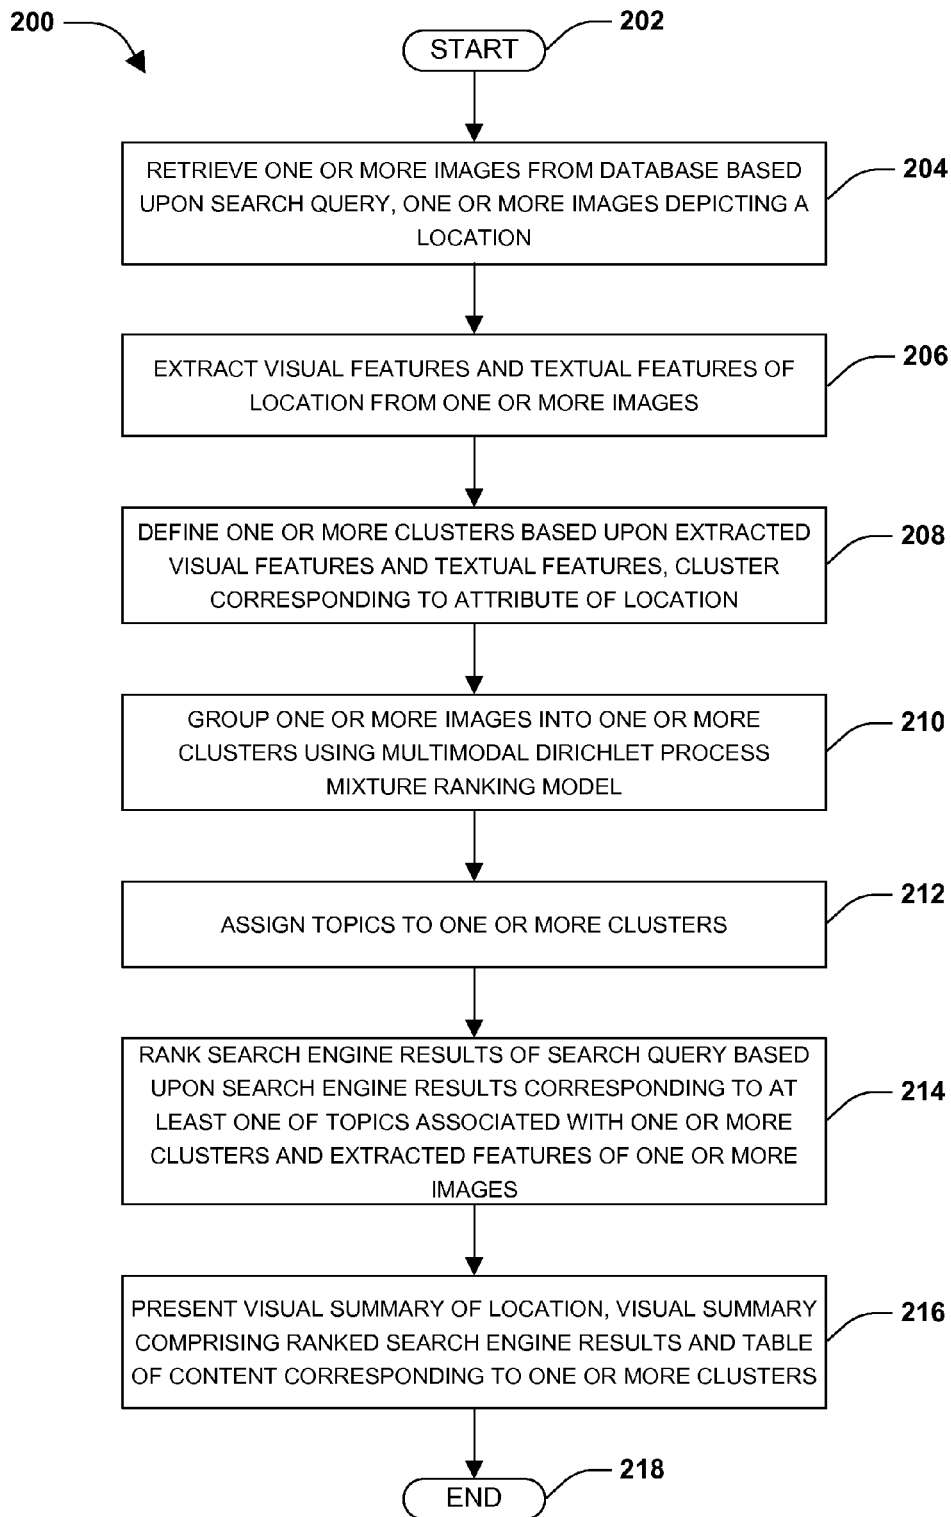 200
START
202
RETRIEVE ONE OR MORE IMAGES FROM DATABASE BASED
UPON SEARCH QUERY, ONE OR MORE IMAGES DEPICTING A
LOCATION
204
EXTRACT VISUAL FEATURES AND TEXTUAL FEATURES OF
LOCATION FROM ONE OR MORE IMAGES
206
DEFINE ONE OR MORE CLUSTERS BASED UPON EXTRACTED
VISUAL FEATURES AND TEXTUAL FEATURES, CLUSTER
CORRESPONDING TO ATTRIBUTE OF LOCATION
208
GROUP ONE OR MORE IMAGES INTO ONE OR MORE
CLUSTERS USING MULTIMODAL DIRICHLET PROCESS
MIXTURE RANKING MODEL
210
ASSIGN TOPICS TO ONE OR MORE CLUSTERS
212
RANK SEARCH ENGINE RESULTS OF SEARCH QUERY BASED
UPON SEARCH ENGINE RESULTS CORRESPONDING TO AT
LEAST ONE OF TOPICS ASSOCIATED WITH ONE OR MORE
CLUSTERS AND EXTRACTED FEATURES OF ONE OR MORE
IMAGES
214
PRESENT VISUAL SUMMARY OF LOCATION, VISUAL SUMMARY
COMPRISING RANKED SEARCH ENGINE RESULTS AND TABLE
OF CONTENT CORRESPONDING TO ONE OR MORE CLUSTERS
216
END
218